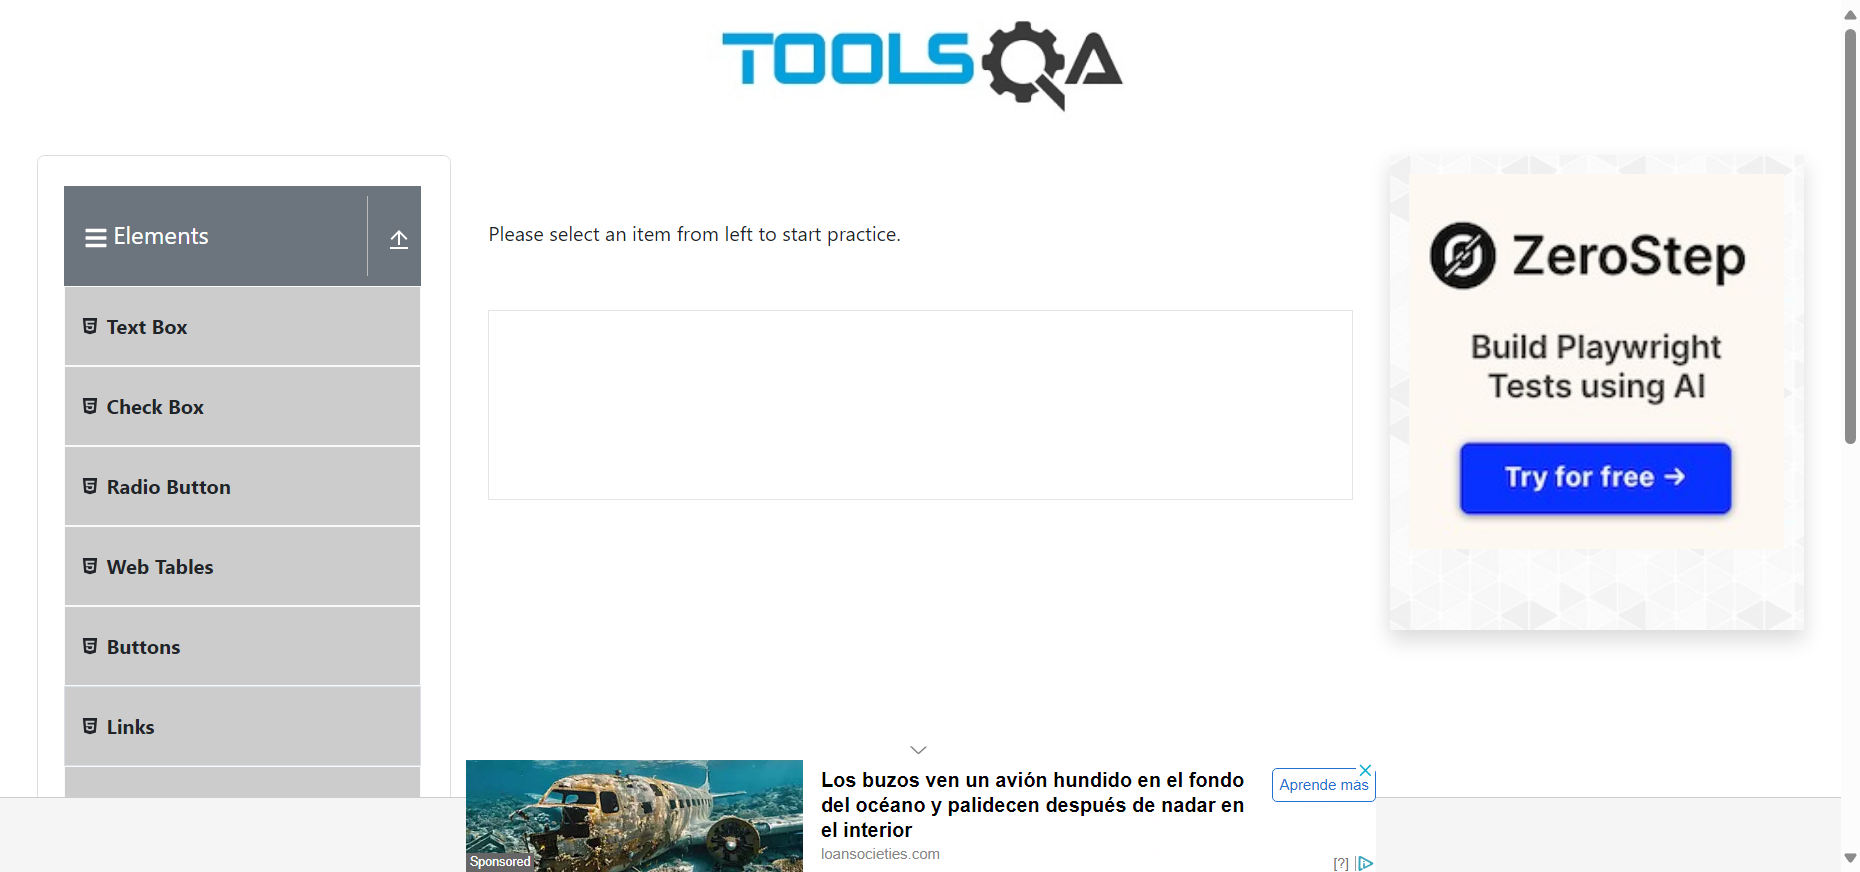 TOOLSQA
Elements
Text Box
Check Box
Radio Button
Web Tables
Buttons
Links
Please select an item from left to start practice.
ZeroStep
Build Playwright
Tests using AI
Try for free →
Los buzos ven un avión hundido en el fondo
del océano y palidecen después de nadar en
el interior
loansocieties.com
Aprende más
Sponsored
[?]